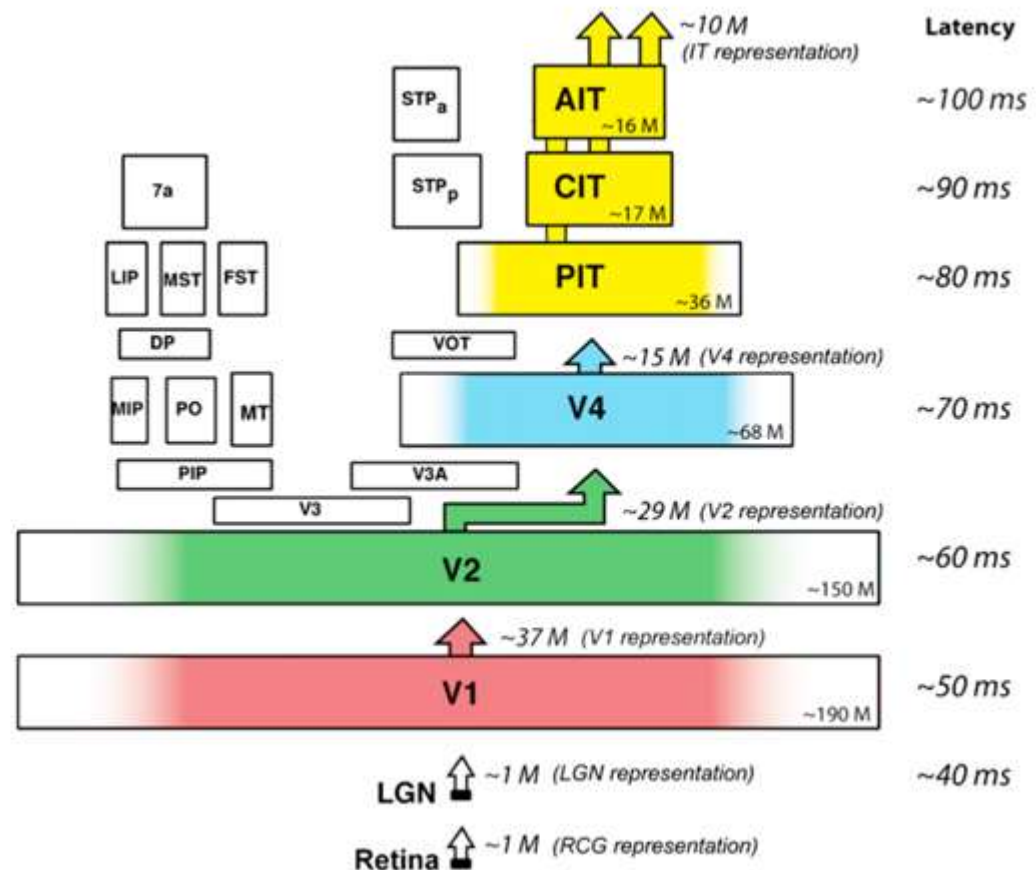 Latency
~10 M
(IT representation)
STPa
AIT
~16 M
~100 ms
7a
STPp
CIT
~17 M
~90 ms
LIP
MST
FST
PIT
~36 M
~80 ms
DP
VOT
~15 M (V4 representation)
MIP
PO
MT
V4
~68 M
~70 ms
PIP
V3A
V3
~29 M (V2 representation)
V2
~150 M
~60 ms
~37 M (V1 representation)
V1
~190 M
~50 ms
LGN
~1 M (LGN representation)
~40 ms
Retina
~1 M (RCG representation)